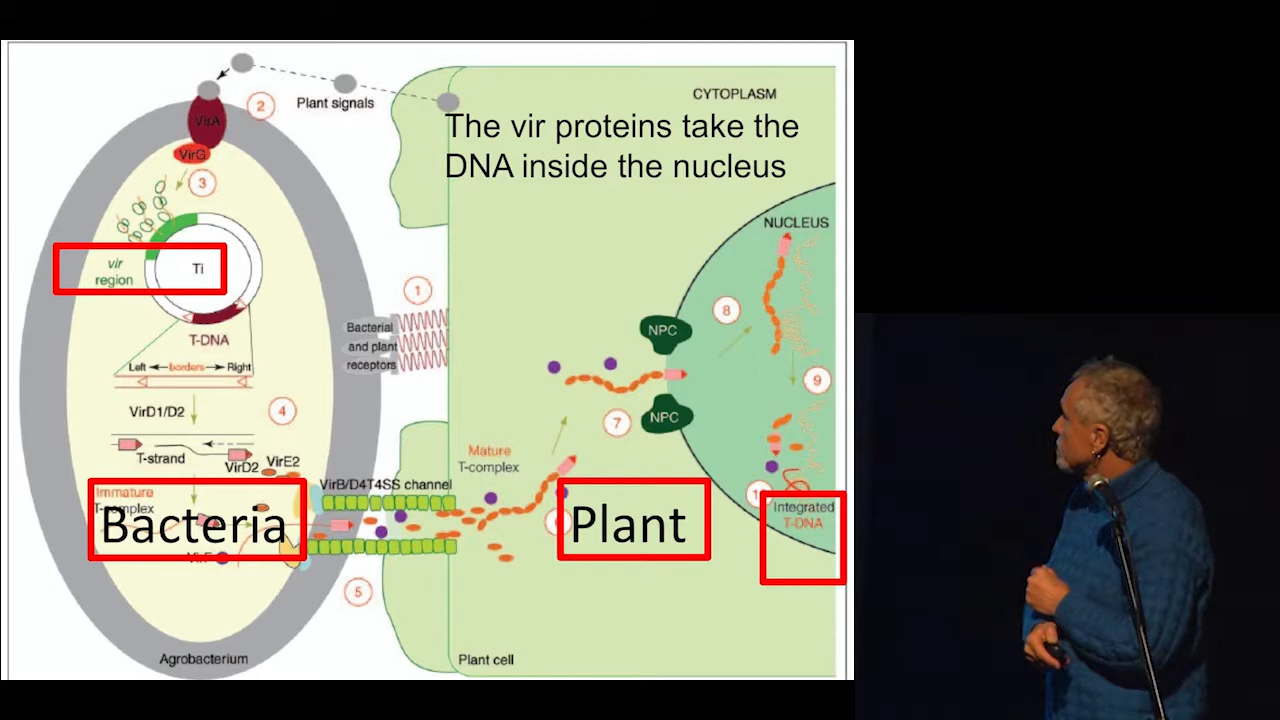 Plant signals
CYTOPLASM
The vir proteins take the
DNA inside the nucleus
VirA
2
VirG
3
vir
region
Ti
T-DNA
Left borders Right
VirD1/D2
4
T-strand
VirD2
VirE2
Immature
T-complex
Bacteria
Agrobacterium
1
Bacterial
and plant
receptors
VirB/D4T4SS channel
5
Mature
T-complex
Plant
Plant cell
7
NPC
NPC
NUCLEUS
8
9
Integrated
T-DNA